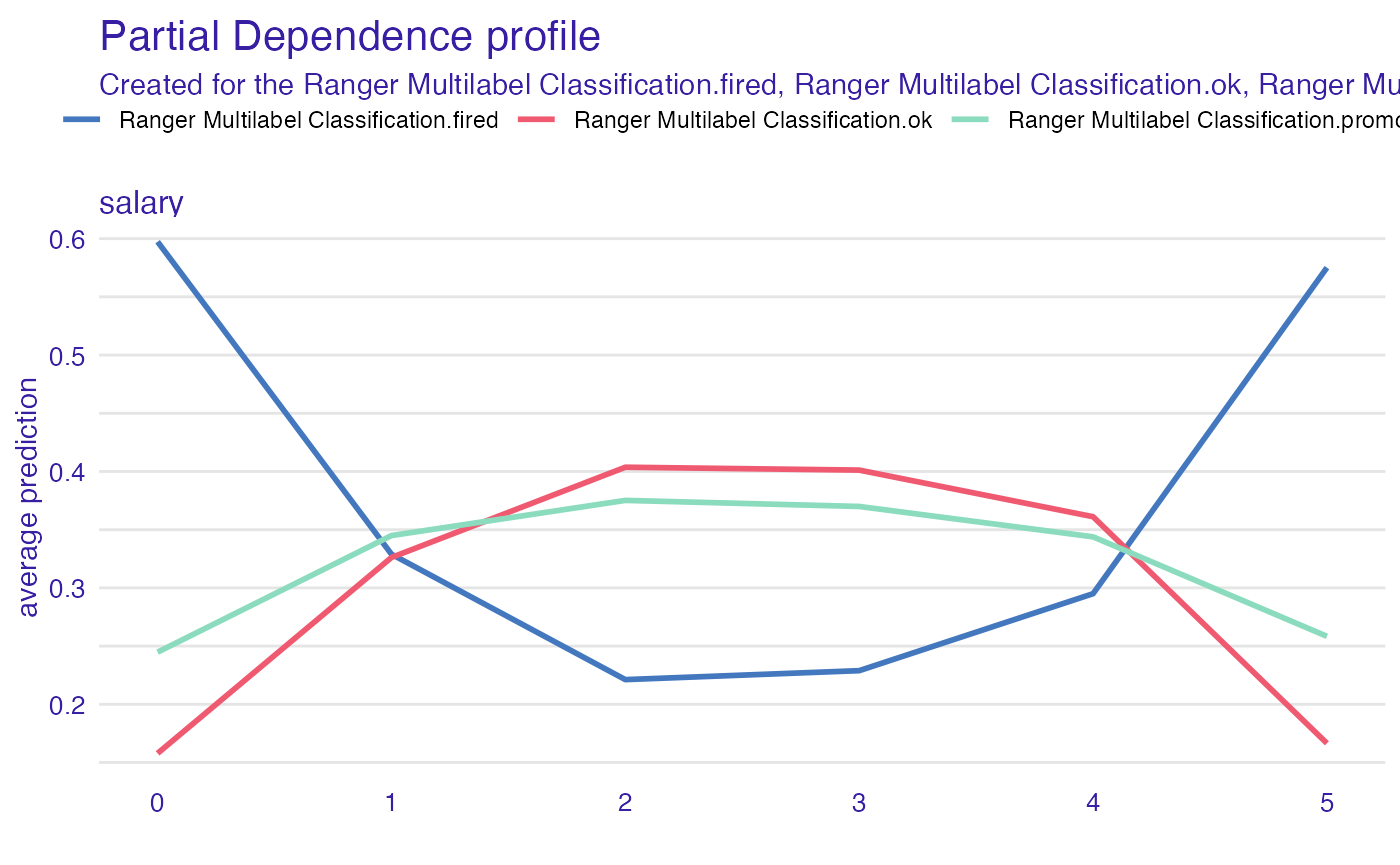 Partial Dependence profile
Created for the Ranger Multilabel Classification.fired, Ranger Multilabel Classification.ok, Ranger Mu
Ranger Multilabel Classification.fired Ranger Multilabel Classification.ok Ranger Multilabel Classification.promo
salary
0.6
0.5
0.4
0.3
0.2
average prediction
0 1 2 3 4 5